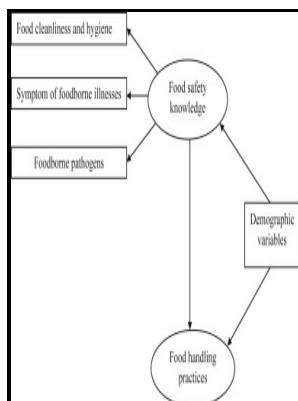 Food cleanliness and hygiene
Symptom of foodborne illnesses
Foodborne pathogens
Food safety
knowledge
Demographic
variables
Food handling
practices